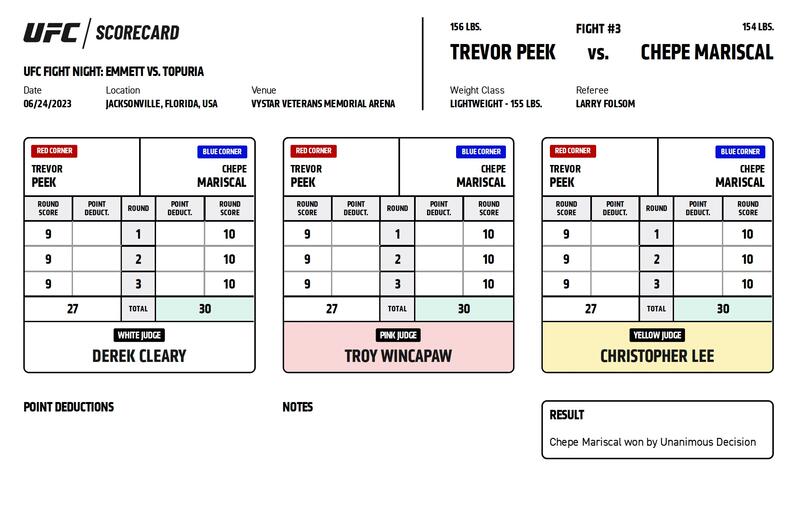 UFC SCORECARD
UFC FIGHT NIGHT: EMMETT VS. TOPURIA
Date Location Venue
06/24/2023 JACKSONVILLE, FLORIDA, USA VYSTAR VETERANS MEMORIAL ARENA
156 LBS. FIGHT #3 154 LBS.
TREVOR PEEK vs. CHEPE MARISCAL
Weight Class Referee
LIGHTWEIGHT - 155 LBS. LARRY FOLSOM
RED CORNER BLUE CORNER
TREVOR CHEPE
PEEK MARISCAL
ROUND SCORE POINT DEDUCT. ROUND POINT DEDUCT. ROUND SCORE
9 1 10
9 2 10
9 3 10
27 TOTAL 30
WHITE JUDGE
DEREK CLEARY
RED CORNER BLUE CORNER
TREVOR CHEPE
PEEK MARISCAL
ROUND SCORE POINT DEDUCT. ROUND POINT DEDUCT. ROUND SCORE
9 1 10
9 2 10
9 3 10
27 TOTAL 30
PINK JUDGE
TROY WINCAPAW
RED CORNER BLUE CORNER
TREVOR CHEPE
PEEK MARISCAL
ROUND SCORE POINT DEDUCT. ROUND POINT DEDUCT. ROUND SCORE
9 1 10
9 2 10
9 3 10
27 TOTAL 30
YELLOW JUDGE
CHRISTOPHER LEE
POINT DEDUCTIONS
NOTES
RESULT
Chepe Mariscal won by Unanimous Decision